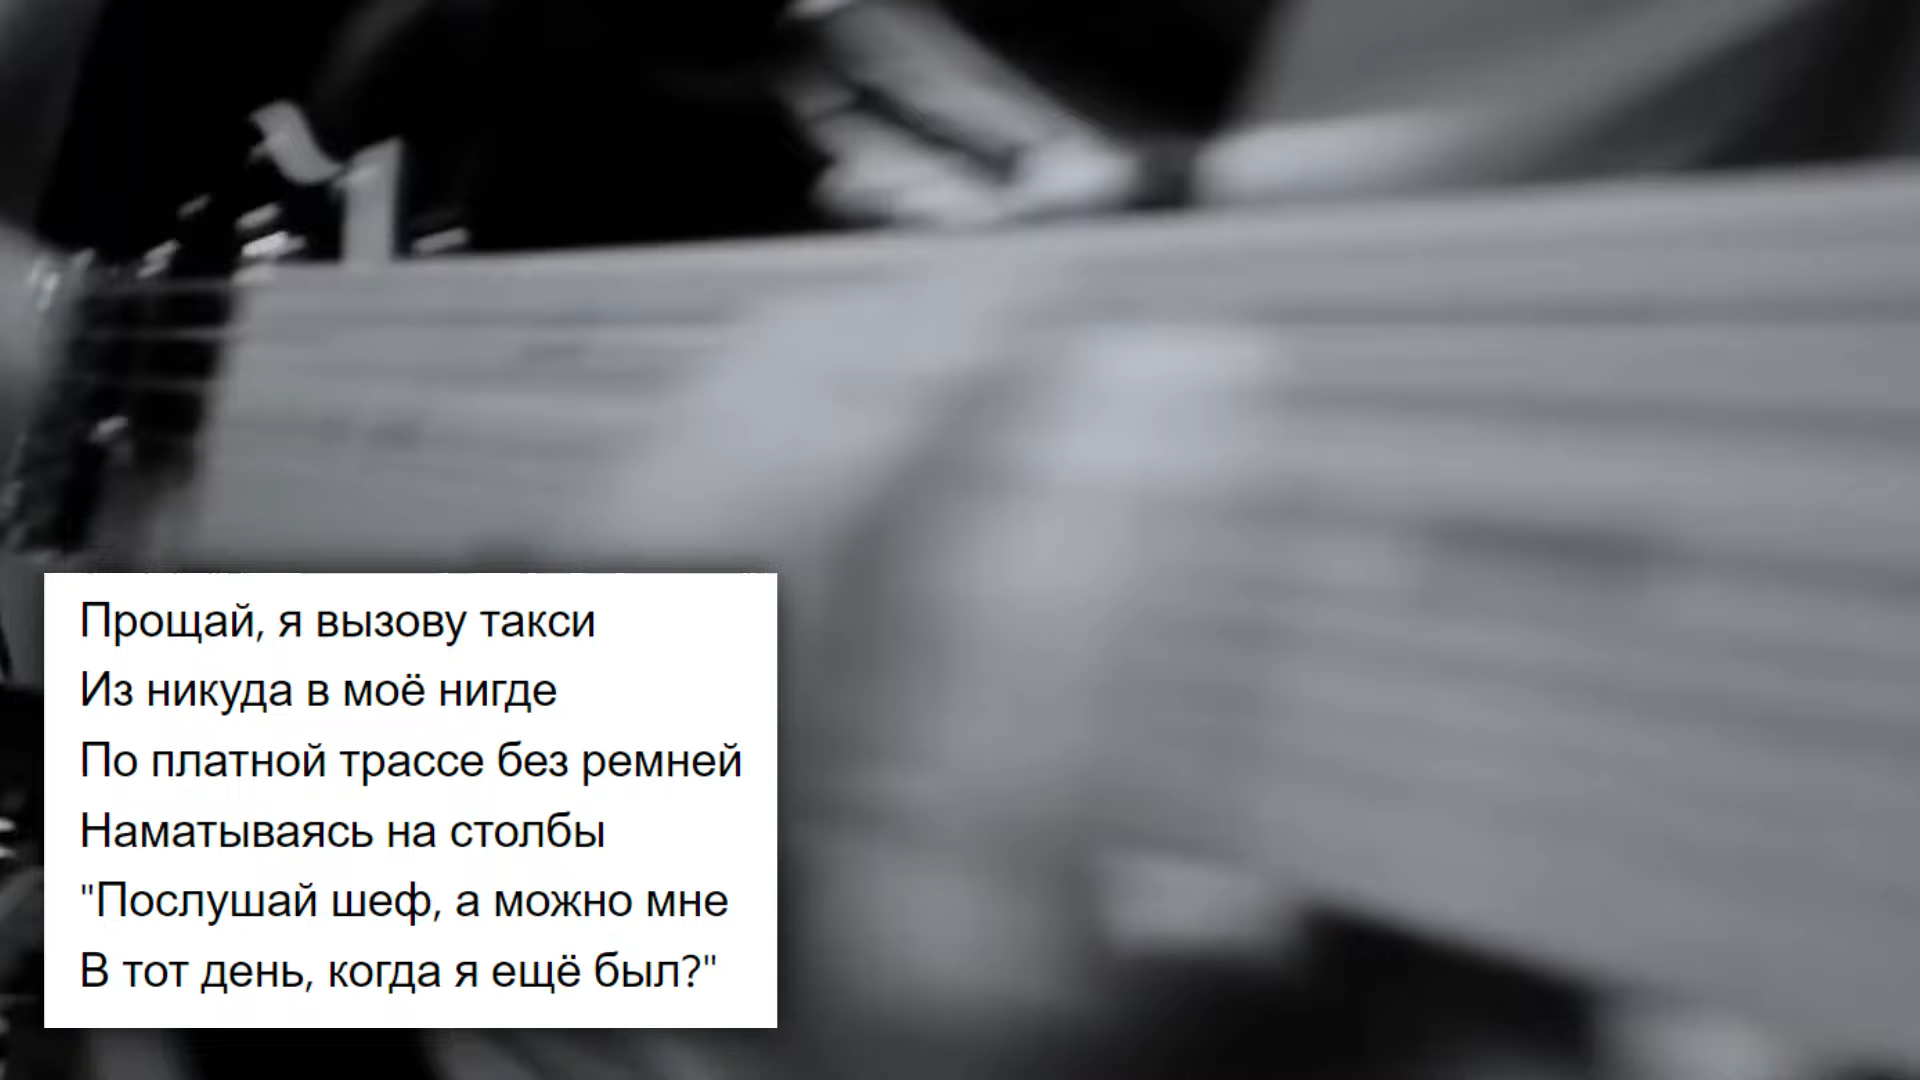 Прощай, я вызову такси
Из никуда в моё нигде
По платной трассе без ремней
Наматываясь на столбы
"Послушай шеф, а можно мне
В тот день, когда я ещё был?"